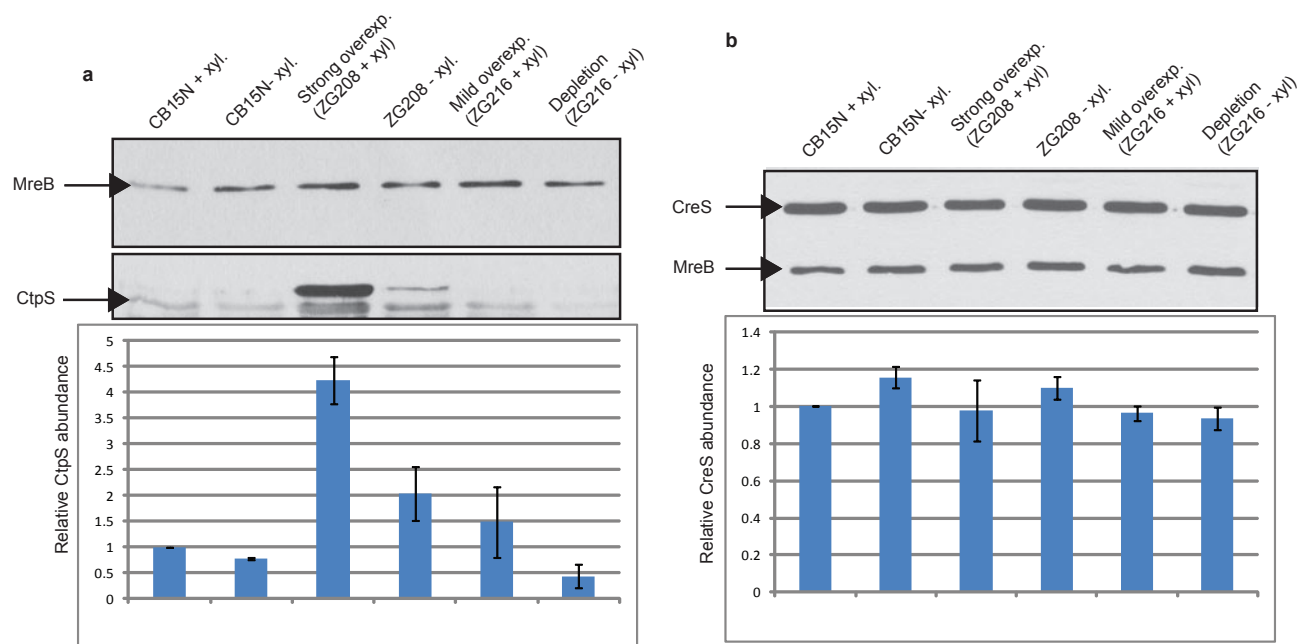 a
CB15N + xyl.
CB15N- xyl.
Strong overexp.
(ZG208 + xyl)
ZG208 - xyl.
Mild overexp.
(ZG216 + xyl)
Depletion
(ZG216 - xyl)
MreB
CtpS
Relative CtpS abundance
5
4.5
4
3.5
3
2.5
2
1.5
1
0.5
0
b
CB15N + xyl.
CB15N- xyl.
Strong overexp.
(ZG208 + xyl)
ZG208 - xyl.
Mild overexp.
(ZG216 + xyl)
Depletion
(ZG216 - xyl)
CreS
MreB
Relative CreS abundance
1.4
1.2
1
0.8
0.6
0.4
0.2
0